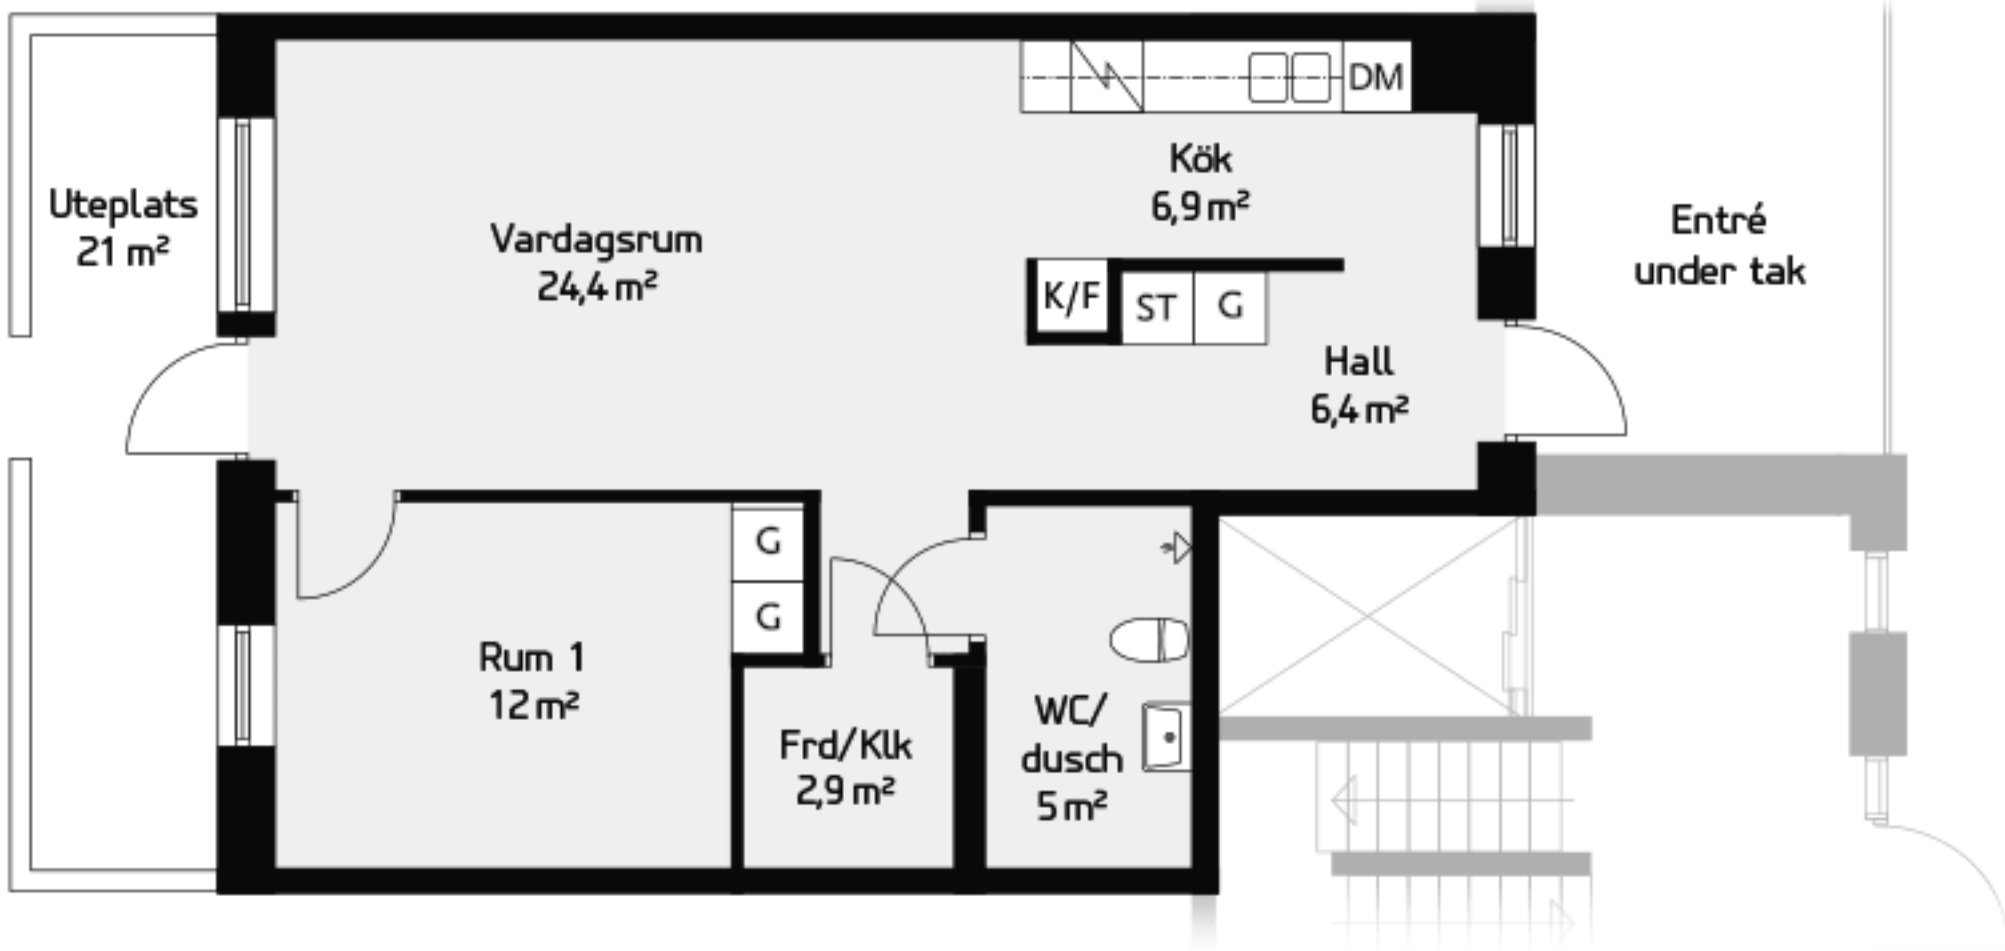 Uteplats
21 m²
Vardagsrum
24,4 m²
DM
Kök
6,9 m²
K/F
ST
G
Hall
6,4 m²
Entré
under tak
G
G
Rum 1
12 m²
Frd/Klk
2,9 m²
WC/
dusch
5 m²